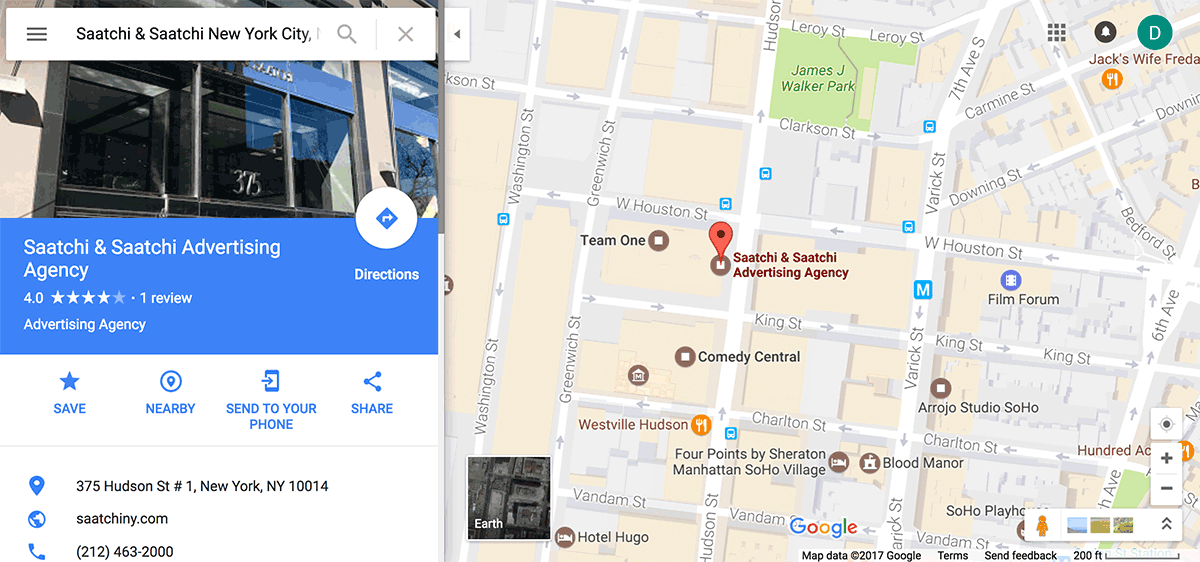 Saatchi & Saatchi New York City,
375
Saatchi & Saatchi Advertising
Agency
Directions
4.0 · 1 review
Advertising Agency
SAVE
NEARBY
SEND TO YOUR
PHONE
SHARE
375 Hudson St # 1, New York, NY 10014
saatchiny.com
(212) 463-2000
Hudson
Leroy St
Leroy St
D
Jack's Wife Freda
James J
Walker Park
7th Ave S
Carmine St
Downing
Clarkson St
kson St
Washington St
Greenwich St
Varick St
Downing St
Bedford St
B
W Houston St
W Houston St
Team One
Saatchi & Saatchi
Advertising Agency
M
Film Forum
6th Ave
King St
King St
King St
Greenwich St
Washington St
Comedy Central
Varick St
Arrojo Studio SoHo
Westville Hudson
Charlton St
Charlton St
Hundred Ac
Four Points by Sheraton
Manhattan SoHo Village
Blood Manor
Vandam St
Vandam St
Vandam St
Earth
Hotel Hugo
Hudson St
Google
SoHo Playhou
Ave
Map data ©2017 Google
Terms
Send feedback
200 ft